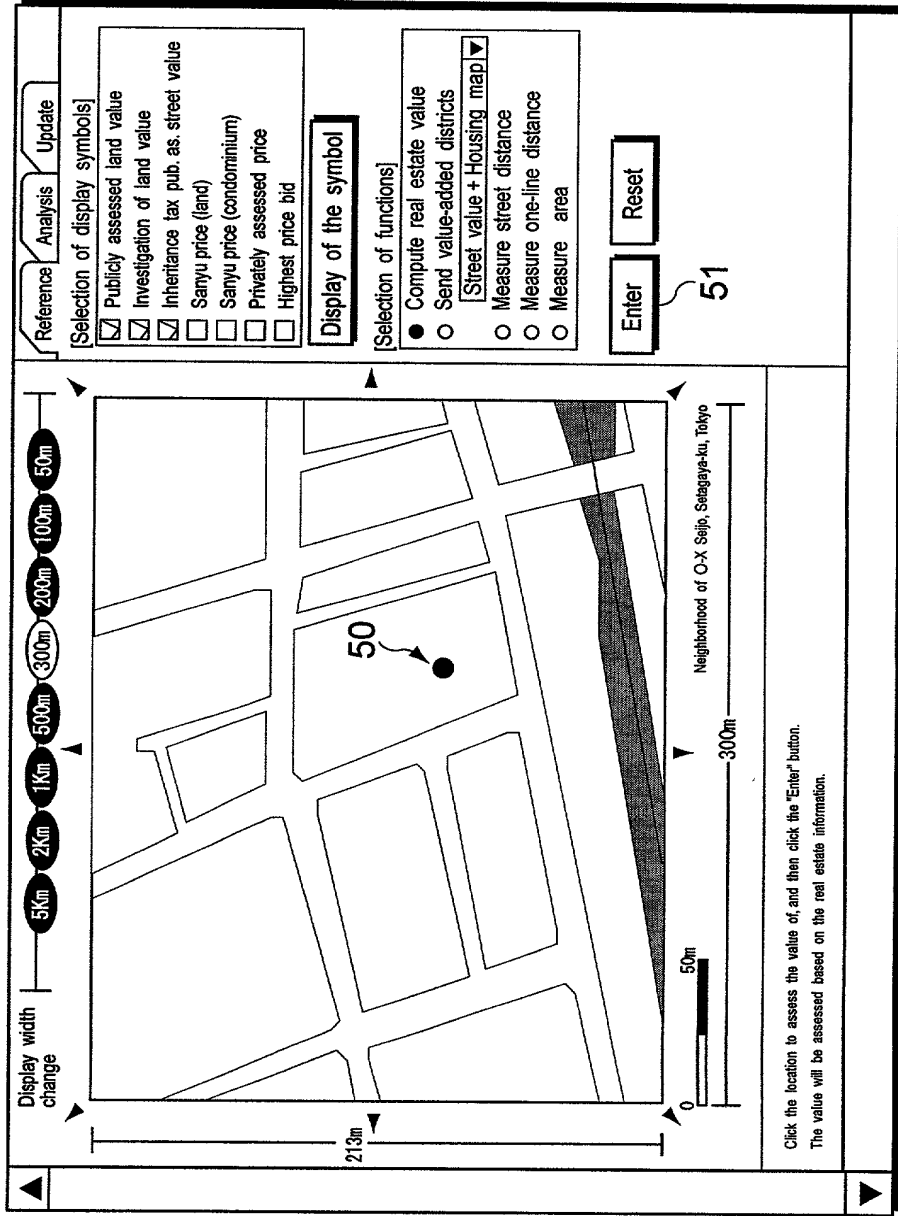 Display width
change
5Km 2Km 1Km 500m 300m 200m 100m 50m
213m
50
0 50m
Neighborhood of O-X Seijo, Setagaya-ku, Tokyo
300m
Click the location to assess the value of, and then click the "Enter" button.
The value will be assessed based on the real estate information.
Reference Analysis Update
[Selection of display symbols]
Publicly assessed land value
Investigation of land value
Inheritance tax pub. as. street value
Sanyu price (land)
Sanyu price (condominium)
Privately assessed price
Highest price bid
Display of the symbol
[Selection of functions]
Compute real estate value
Send value-added districts
Street value + Housing map
Measure street distance
Measure one-line distance
Measure area
Enter Reset
51